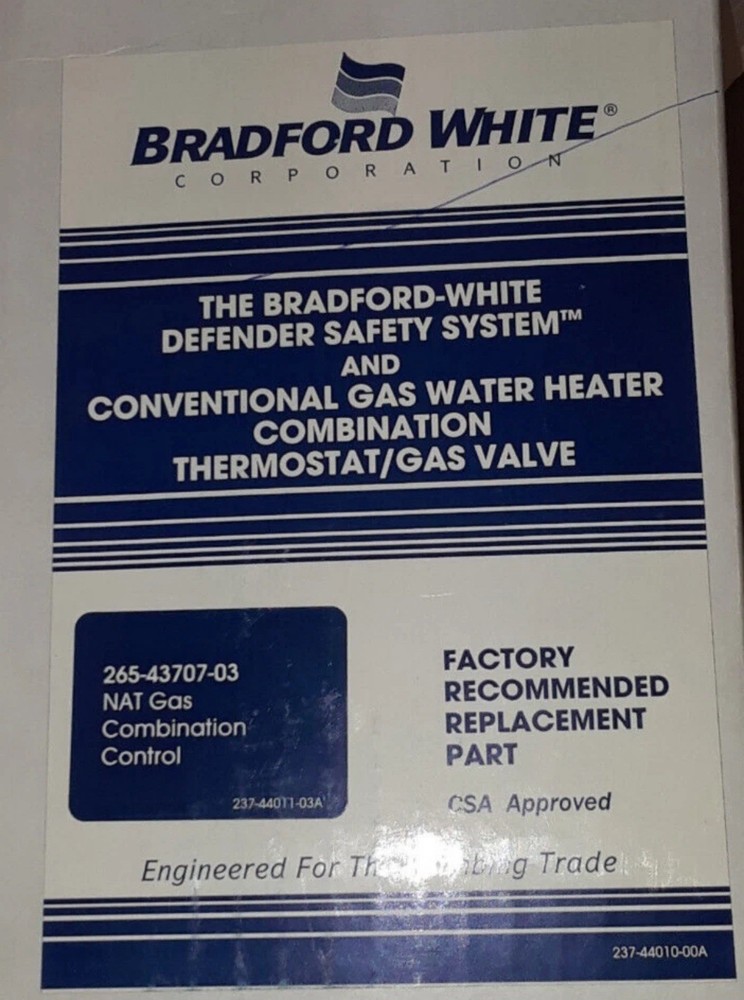 BRADFORD WHITE®
CORPORATION
THE BRADFORD-WHITE
DEFENDER SAFETY SYSTEM™
AND
CONVENTIONAL GAS WATER HEATER
COMBINATION
THERMOSTAT/GAS VALVE
265-43707-03
NAT Gas
Combination
Control
237-44011-03A
FACTORY
RECOMMENDED
REPLACEMENT
PART
CSA Approved
Engineered For Trade
237-44010-00A